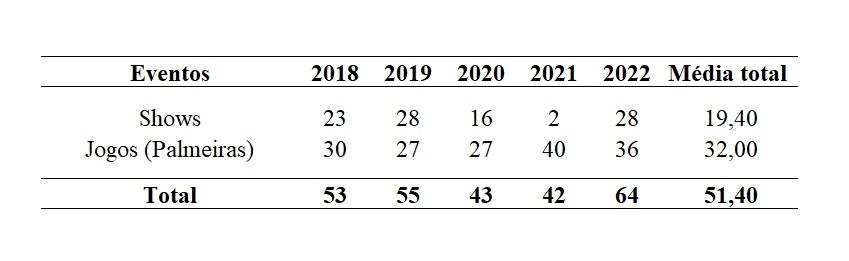 Eventos 2018 2019 2020 2021 2022 Média total
Shows 23 28 16 2 28 19,40
Jogos (Palmeiras) 30 27 27 40 36 32,00
Total 53 55 43 42 64 51,40